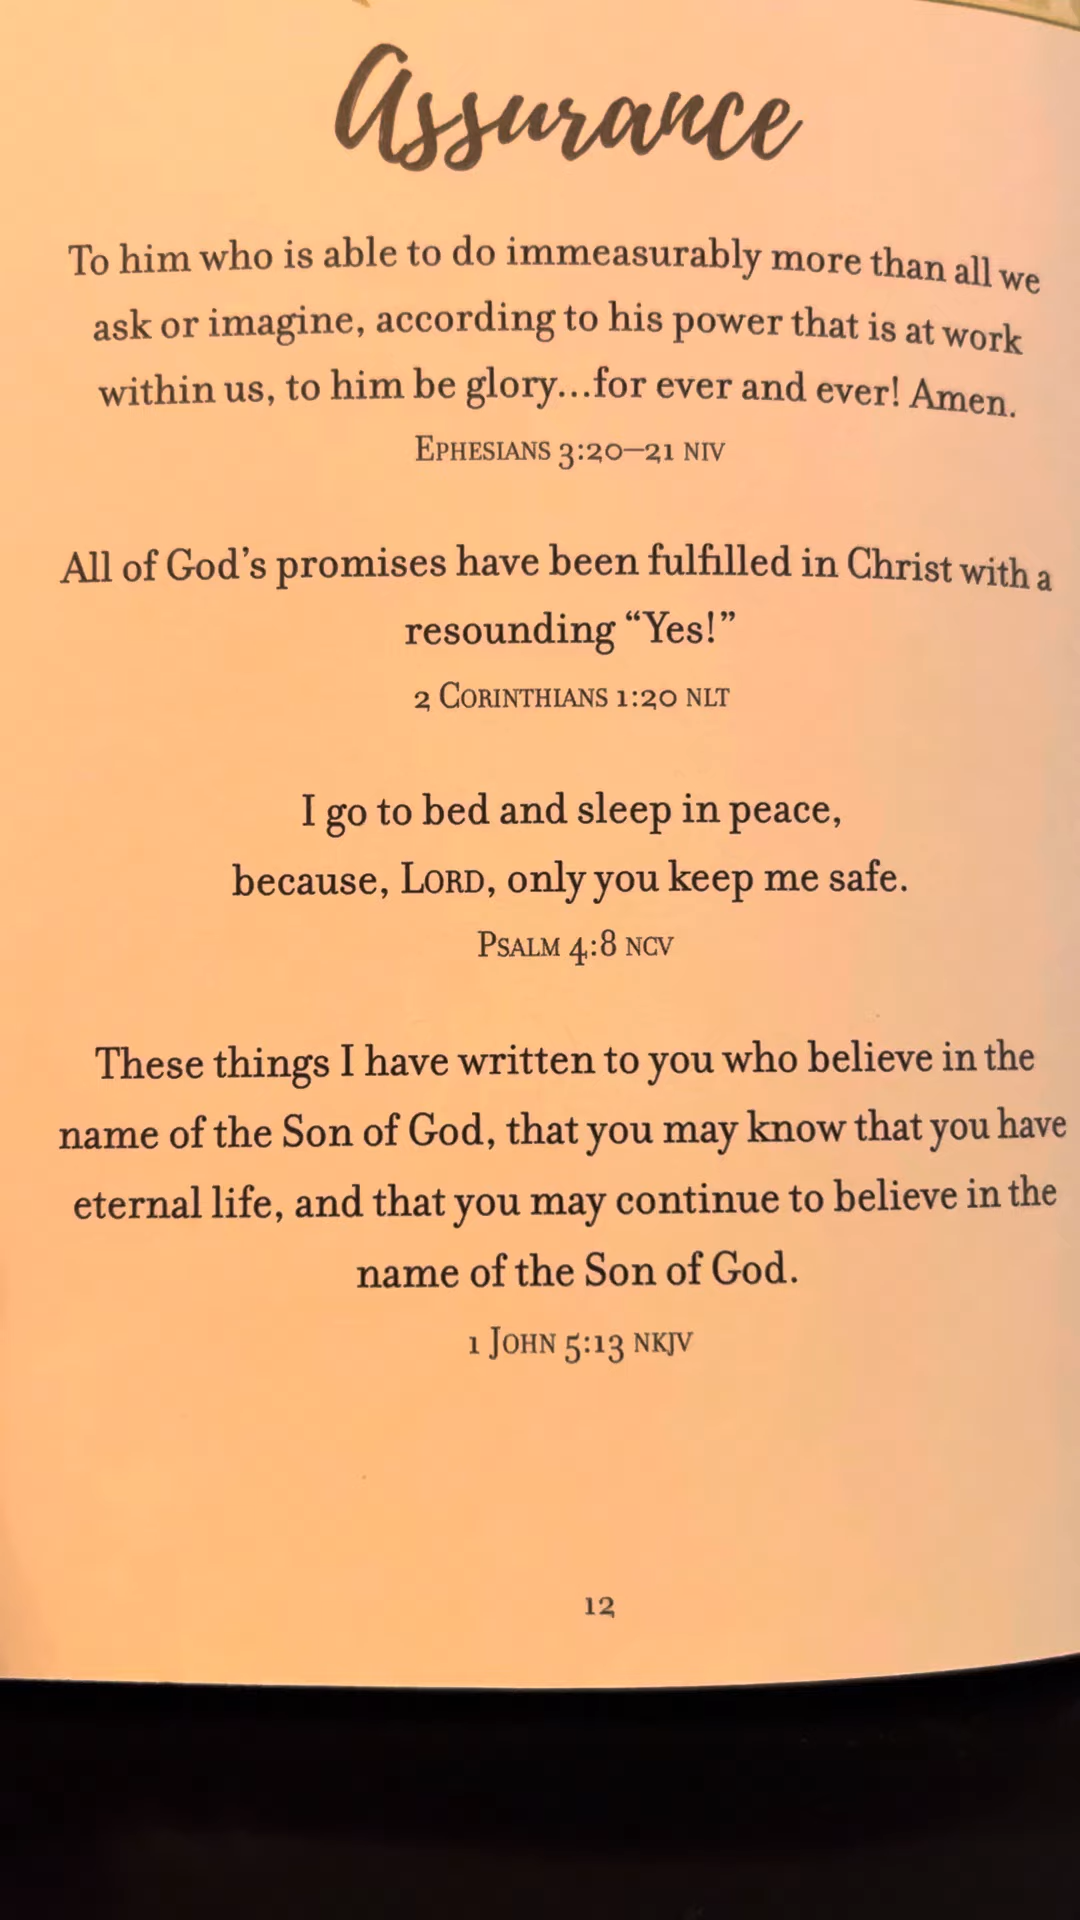 Assurance
To him who is able to do immeasurably more than all we
ask or imagine, according to his power that is at work
within us, to him be glory...for ever and ever! Amen.
Ephesians 3:20–21 NIV
All of God’s promises have been fulfilled in Christ with a
resounding “Yes!”
2 Corinthians 1:20 NLT
I go to bed and sleep in peace,
because, Lord, only you keep me safe.
Psalm 4:8 NCV
These things I have written to you who believe in the
name of the Son of God, that you may know that you have
eternal life, and that you may continue to believe in the
name of the Son of God.
1 John 5:13 NKJV
12